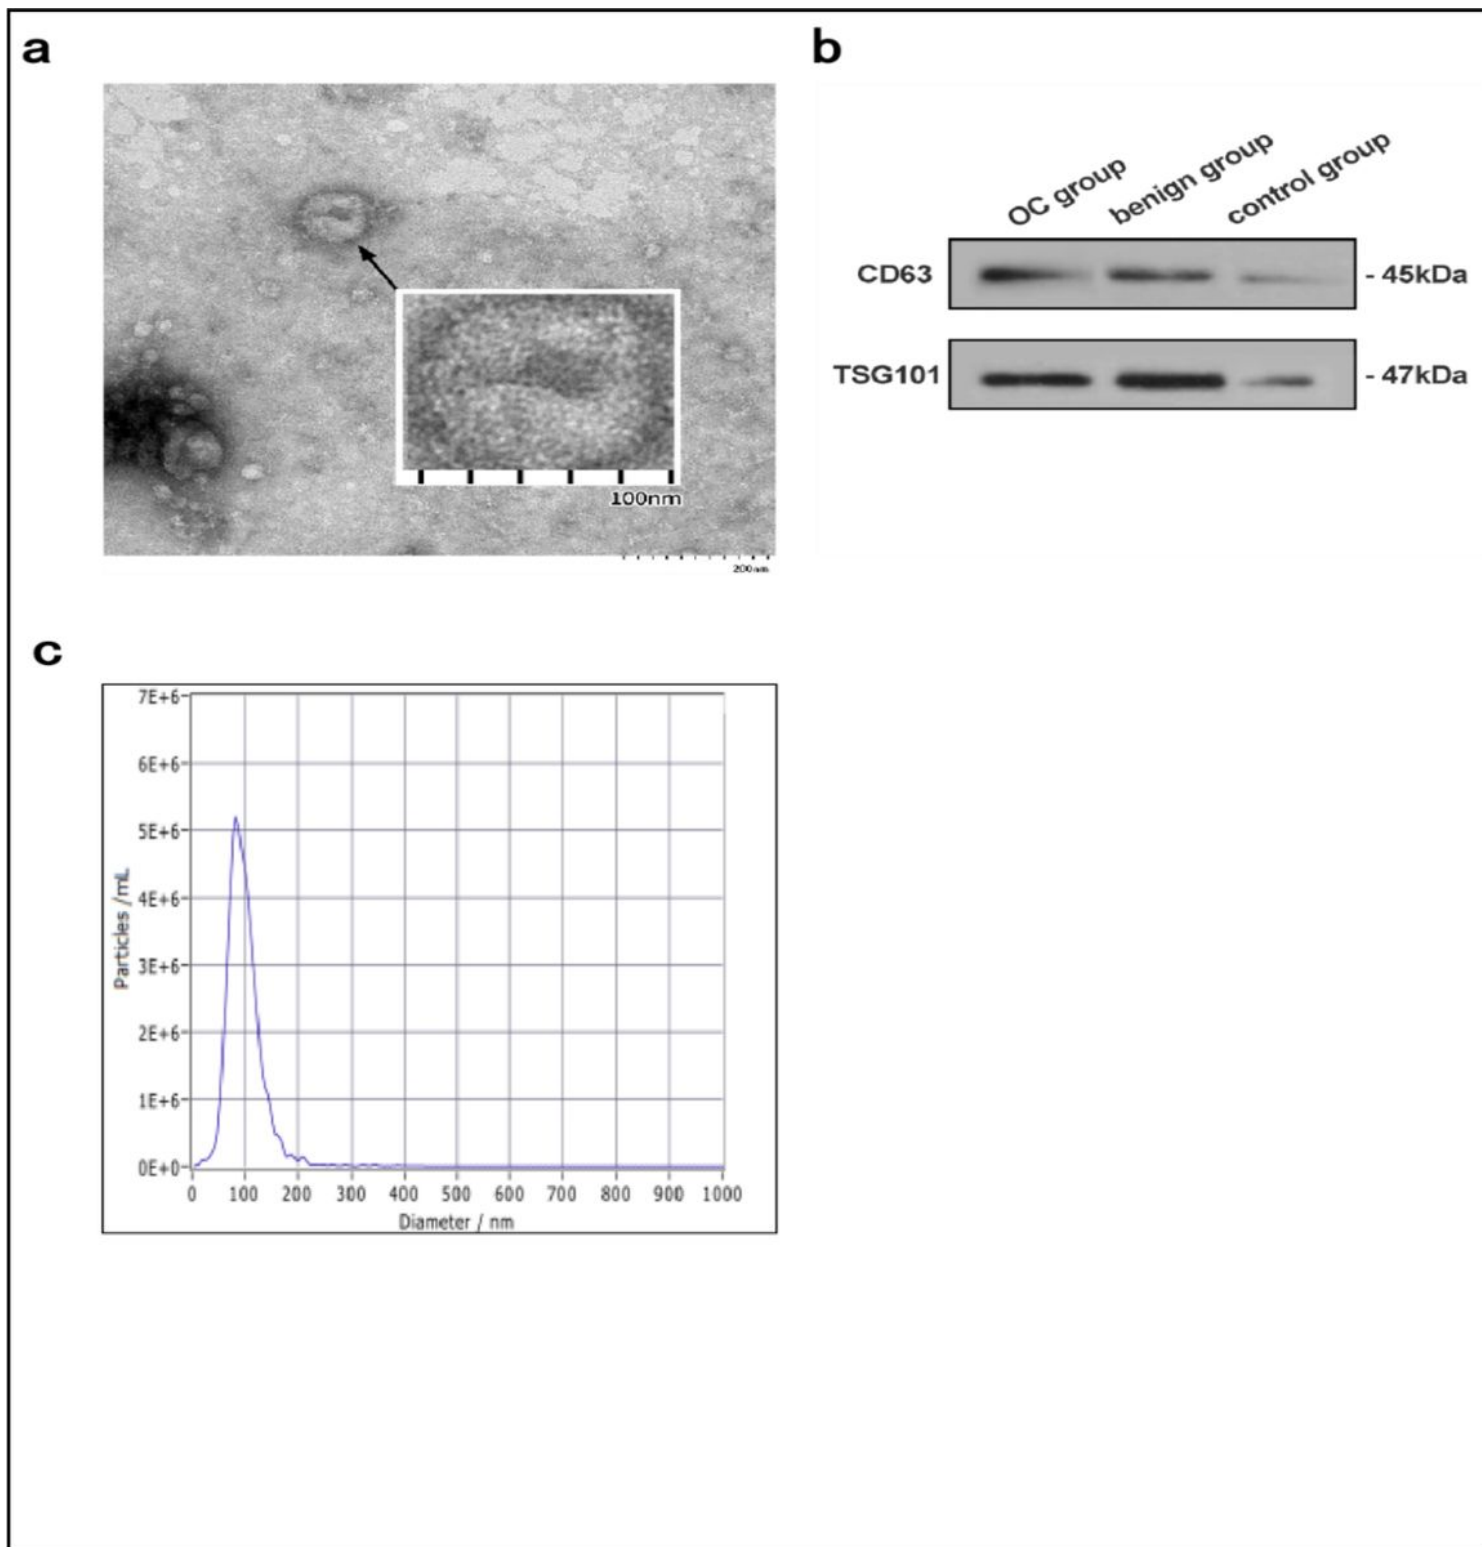 a
100nm
200nm
b
OC group
benign group
control group
CD63
- 45kDa
TSG101
- 47kDa
c
7E+6
6E+6
5E+6
4E+6
3E+6
2E+6
1E+6
0E+0
Particles /mL
0 100 200 300 400 500 600 700 800 900 1000
Diameter / nm